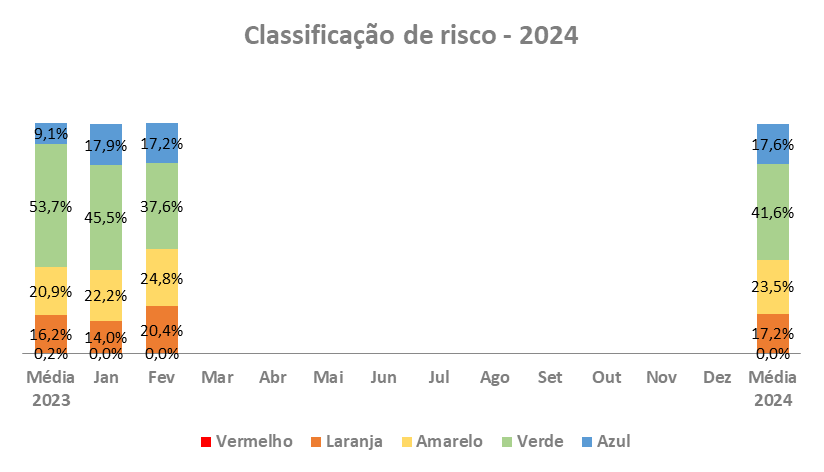 Classificação de risco - 2024
9,1% 17,9% 17,2% 17,6%
53,7% 45,5% 37,6% 41,6%
20,9% 22,2% 24,8% 23,5%
16,2% 14,0% 20,4% 17,2%
0,2% 0,0% 0,0% 0,0%
Média 2023 Jan Fev Mar Abr Mai Jun Jul Ago Set Out Nov Dez Média 2024
Vermelho Laranja Amarelo Verde Azul